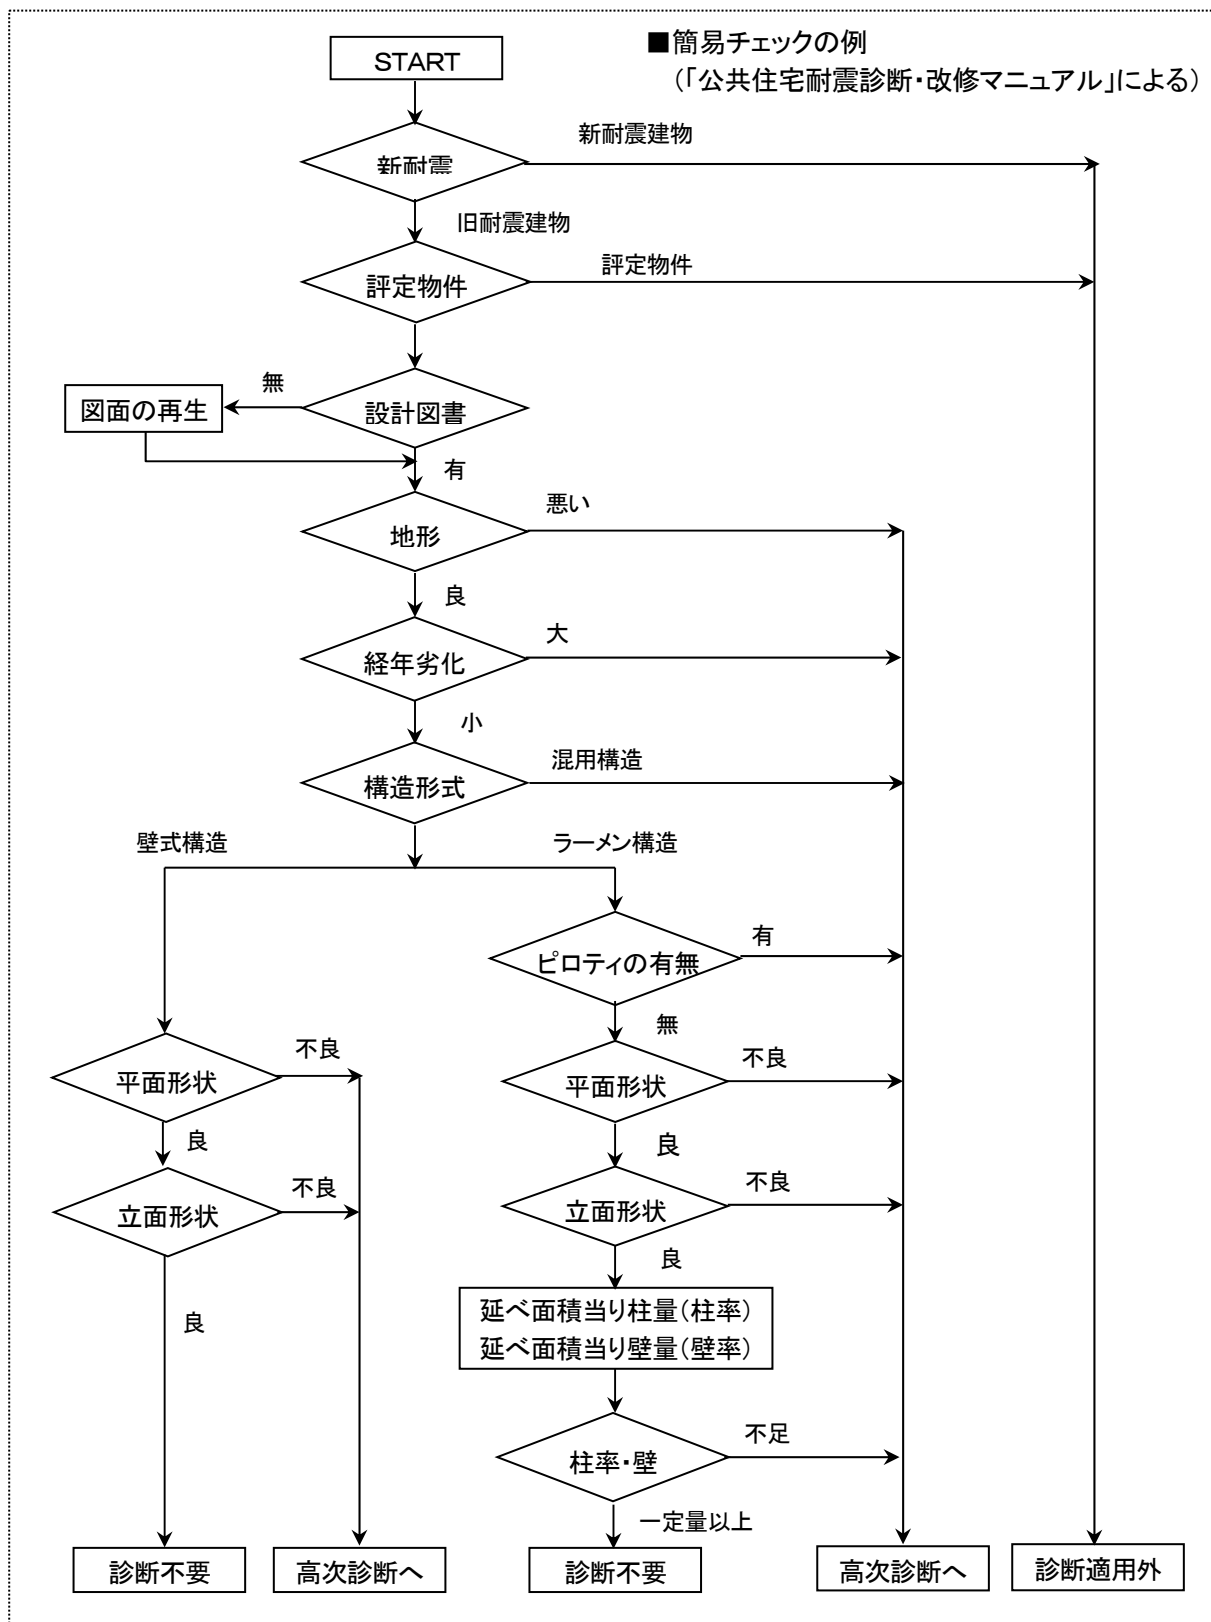 ■簡易チェックの例
(「公共住宅耐震診断・改修マニュアル」による)
START
新耐震
新耐震建物
旧耐震建物
評定物件
評定物件
設計図書
無
図面の再生
有
地形
悪い
良
経年劣化
大
小
構造形式
混用構造
壁式構造
ラーメン構造
ピロティの有無
有
無
平面形状
不良
良
立面形状
不良
良
平面形状
不良
良
立面形状
不良
良
延べ面積当り柱量(柱率)
延べ面積当り壁量(壁率)
柱率・壁
不足
一定量以上
診断不要
高次診断へ
診断不要
高次診断へ
診断適用外